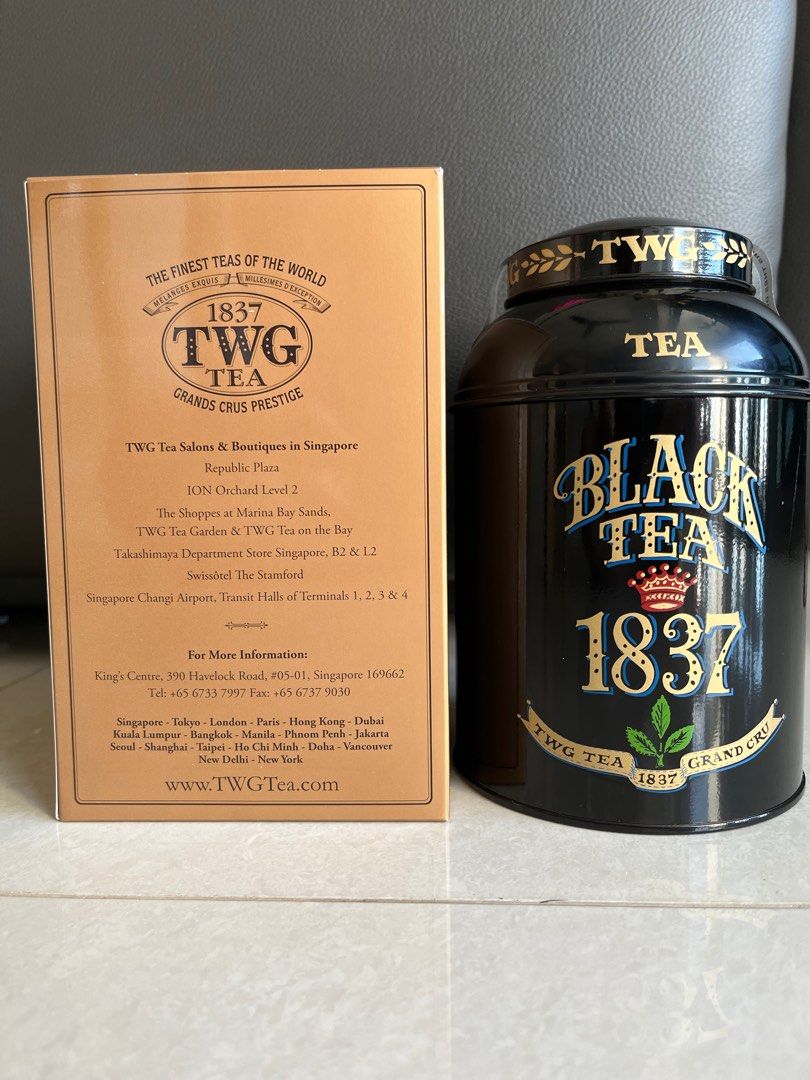 THE FINEST TEAS OF THE WORLD
MÉLANGES EXQUIS MILLÉSIMES D'EXCEPTION
1837
TWG
TEA
GRANDS CRUS PRESTIGE
TWG Tea Salons & Boutiques in Singapore
Republic Plaza
ION Orchard Level 2
The Shoppes at Marina Bay Sands,
TWG Tea Garden & TWG Tea on the Bay
Takashimaya Department Store Singapore, B2 & L2
Swissôtel The Stamford
Singapore Changi Airport, Transit Halls of Terminals 1, 2, 3 & 4
For More Information:
King's Centre, 390 Havelock Road, #05-01, Singapore 169662
Tel: +65 6733 7997 Fax: +65 6737 9030
Singapore - Tokyo - London - Paris - Hong Kong - Dubai
Kuala Lumpur - Bangkok - Manila - Phnom Penh - Jakarta
Seoul - Shanghai - Taipei - Ho Chi Minh - Doha - Vancouver
New Delhi - New York
www.TWGTea.com
G TWG
TEA
BLACK
TEA
1837
TWG TEA 1837 GRAND CRU